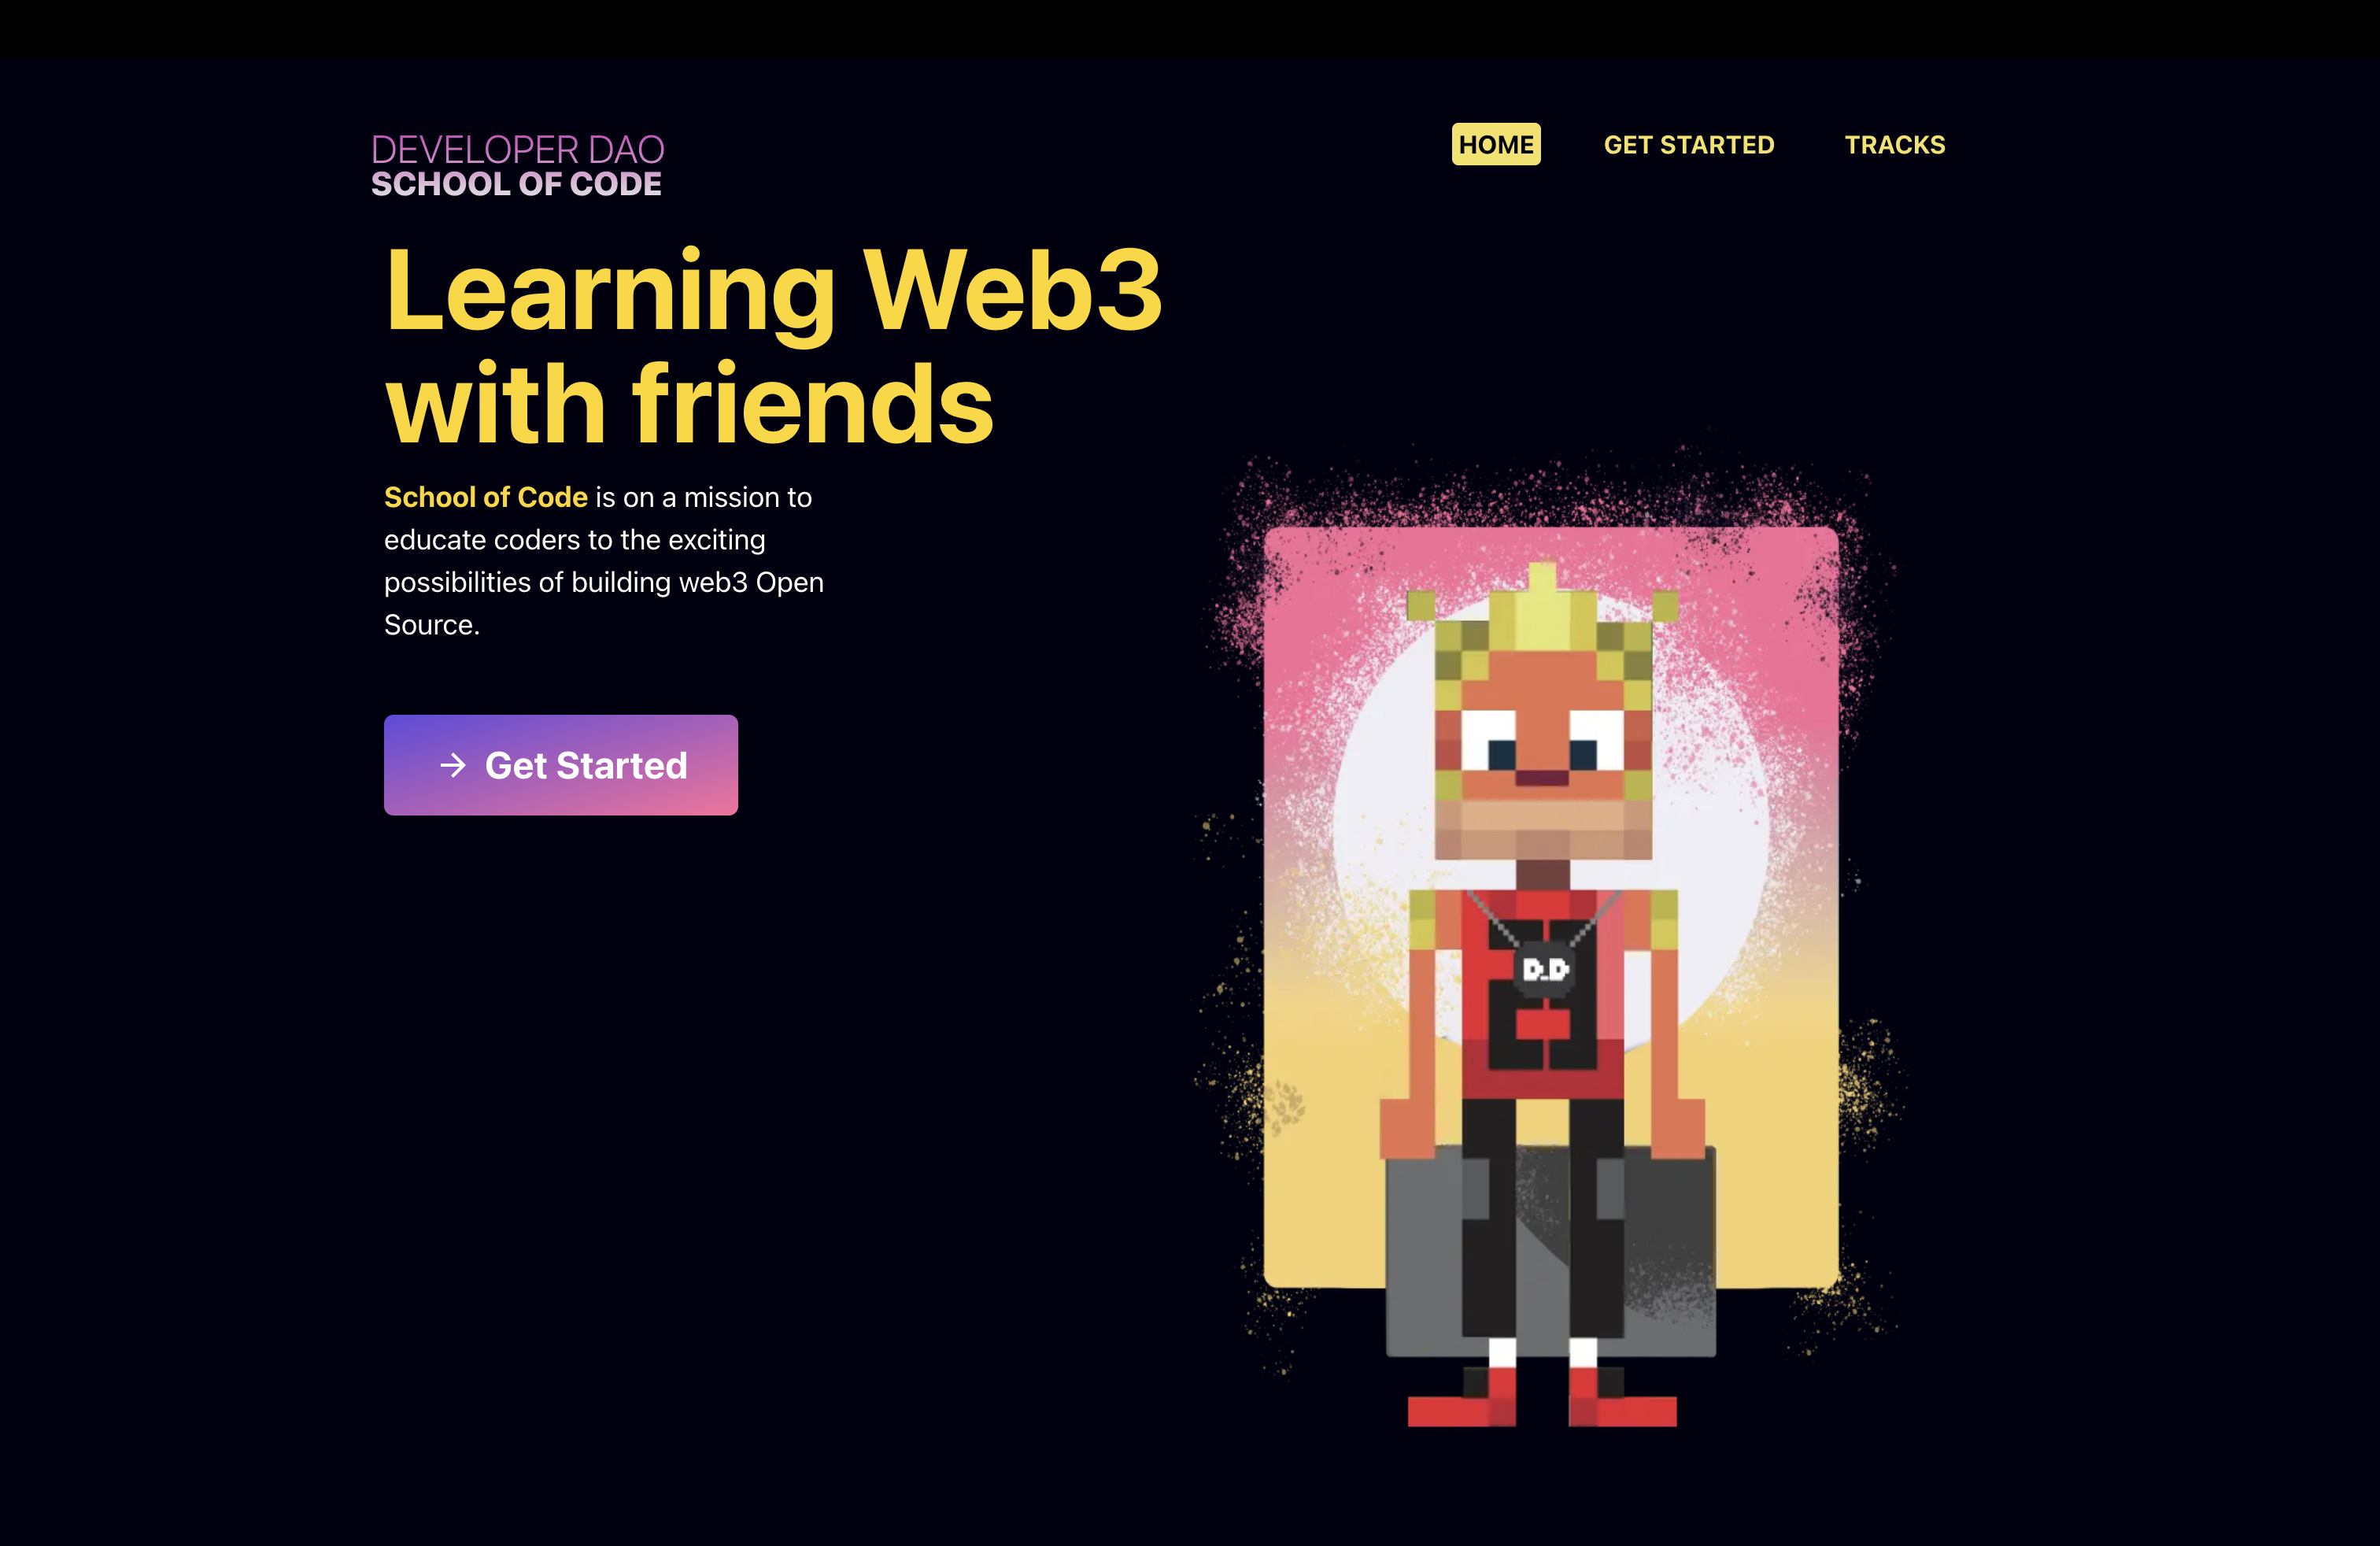 DEVELOPER DAO
SCHOOL OF CODE
HOME
GET STARTED
TRACKS
Learning Web3
with friends
School of Code is on a mission to
educate coders to the exciting
possibilities of building web3 Open
Source.
→ Get Started
D_D